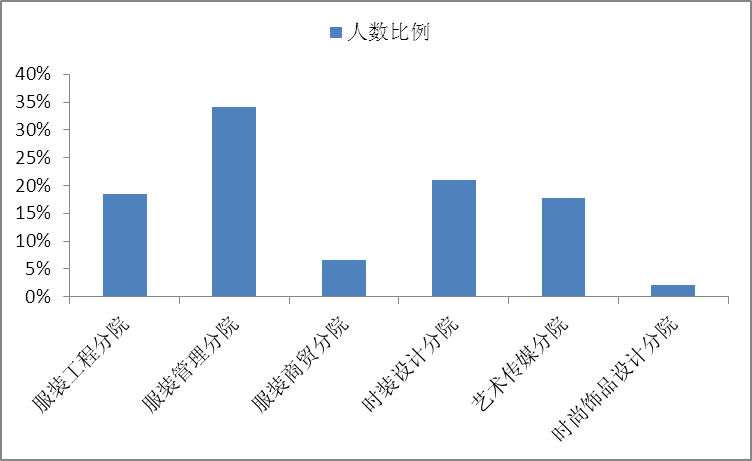 人数比例
40%
35%
30%
25%
20%
15%
10%
5%
0%
服装工程分院
服装管理分院
服装商贸分院
时装设计分院
艺术传媒分院
时尚饰品设计分院